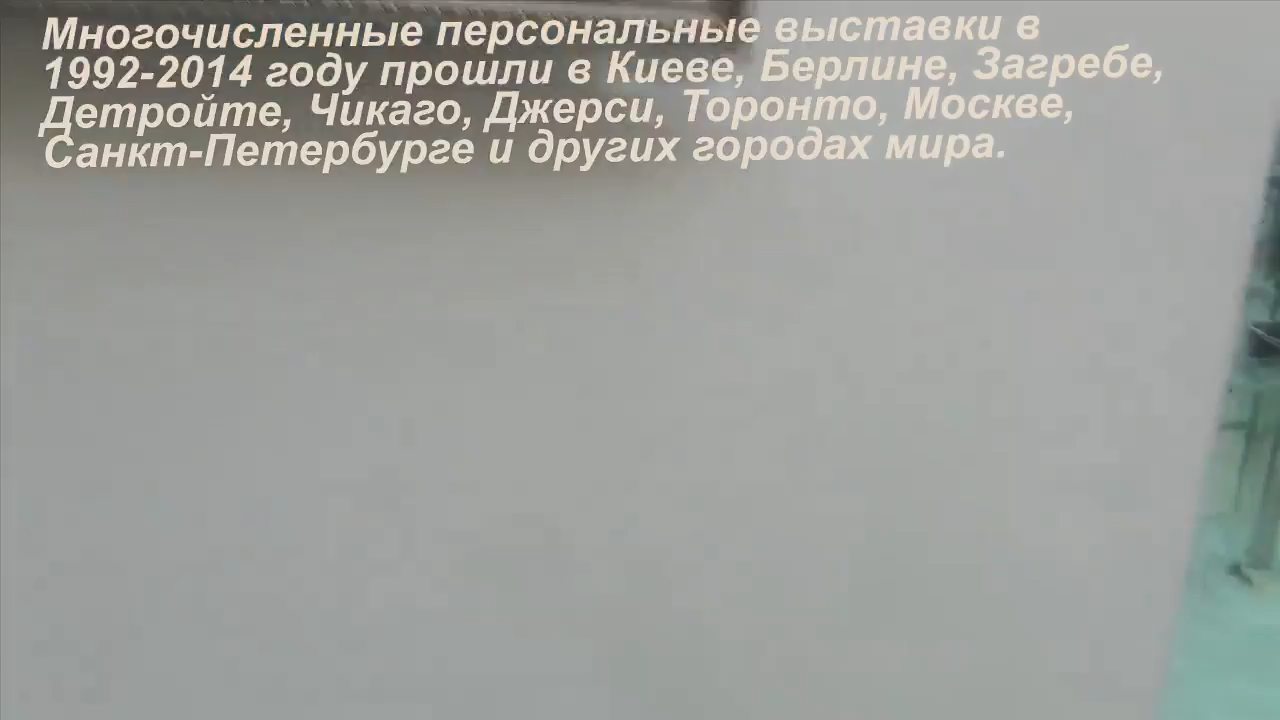 Многочисленные персональные выставки в
1992-2014 году прошли в Киеве, Берлине, Загребе,
Детройте, Чикаго, Джерси, Торонто, Москве,
Санкт-Петербурге и других городах мира.